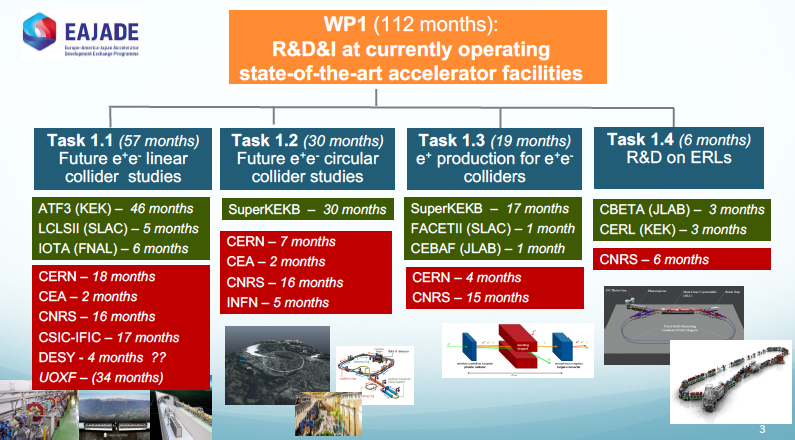 EAJADE
Europe-America-Japan Accelerator
Development Exchange Programme
WP1 (112 months):
R&D&I at currently operating
state-of-the-art accelerator facilities
Task 1.1 (57 months)
Future e⁺e⁻ linear
collider studies
ATF3 (KEK) – 46 months
LCLSII (SLAC) – 5 months
IOTA (FNAL) – 6 months
CERN – 18 months
CEA – 2 months
CNRS – 16 months
CSIC-IFIC – 17 months
DESY - 4 months ??
UOXF – (34 months)
Task 1.2 (30 months)
Future e⁺e⁻ circular
collider studies
SuperKEKB – 30 months
CERN – 7 months
CEA – 2 months
CNRS – 16 months
INFN – 5 months
Task 1.3 (19 months)
e⁺ production for e⁺e⁻
colliders
SuperKEKB – 17 months
FACETII (SLAC) – 1 month
CEBAF (JLAB) – 1 month
CERN – 4 months
CNRS – 15 months
Task 1.4 (6 months)
R&D on ERLs
CBETA (JLAB) – 3 months
CERL (KEK) – 3 months
CNRS – 6 months
3